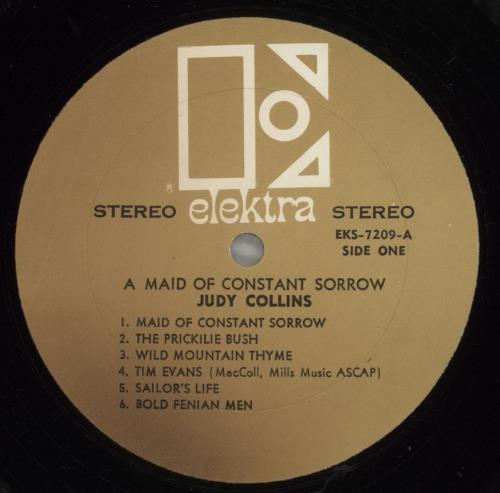 ®
elektra
STEREO STEREO
EKS-7209-A
SIDE ONE
A MAID OF CONSTANT SORROW
JUDY COLLINS
1. MAID OF CONSTANT SORROW
2. THE PRICKILIE BUSH
3. WILD MOUNTAIN THYME
4. TIM EVANS (MacColl, Mills Music ASCAP)
5. SAILOR'S LIFE
6. BOLD FENIAN MEN